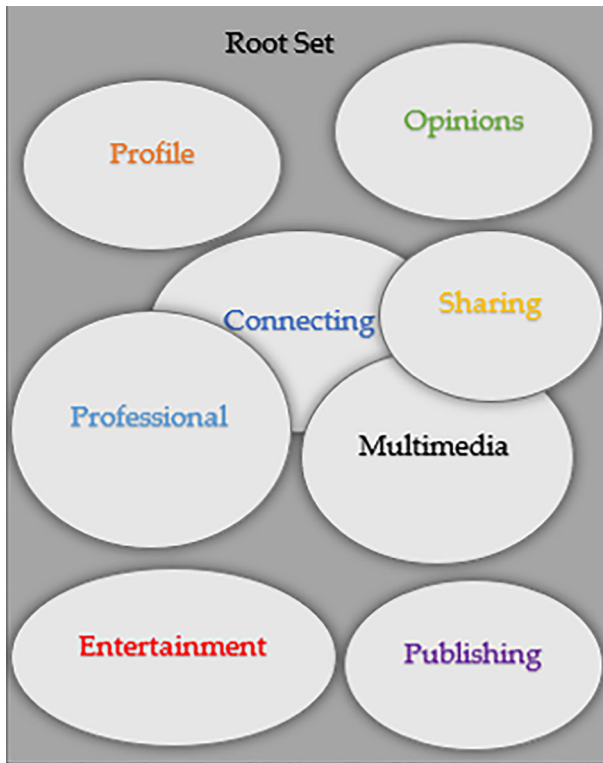 Root Set
Opinions
Profile
Sharing
Connecting
Professional
Multimedia
Entertainment
Publishing